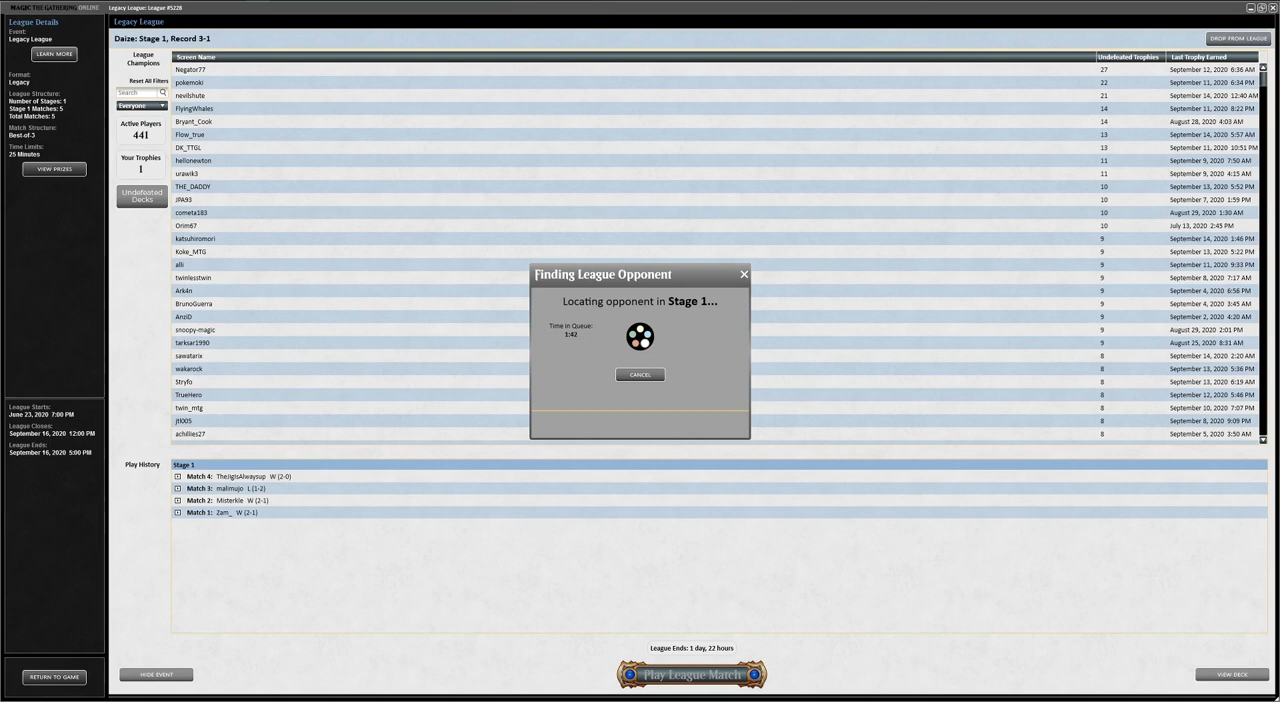 MAGIC THE GATHERING ONLINE
Legacy League: League #5228
League Details
Event:
Legacy League
LEARN MORE
Format:
Legacy
League Structure:
Number of Stages: 1
Stage 1 Matches: 5
Total Matches: 5
Match Structure:
Best-of-3
Time Limits:
25 Minutes
VIEW PRIZES
League Starts:
June 23, 2020 7:00 PM
League Closes:
September 16, 2020 12:00 PM
League Ends:
September 16, 2020 5:00 PM
RETURN TO GAME
Legacy League
Daize: Stage 1, Record 3-1
DROP FROM LEAGUE
League
Champions
Reset All Filters
Search
Everyone
Active Players
441
Your Trophies
1
Undefeated
Decks
Screen Name Undefeated Trophies Last Trophy Earned
Negator77 27 September 12, 2020 6:36 AM
pokemoki 22 September 11, 2020 6:34 PM
nevilshute 21 September 14, 2020 12:40 AM
FlyingWhales 14 September 11, 2020 8:22 PM
Bryant_Cook 14 August 28, 2020 4:03 AM
Flow_true 13 September 14, 2020 5:57 AM
DK_TTGL 13 September 11, 2020 10:51 PM
hellonewton 11 September 9, 2020 7:50 AM
urawik3 11 September 9, 2020 4:15 AM
THE_DADDY 10 September 13, 2020 5:52 PM
JPA93 10 September 7, 2020 1:59 PM
cometa183 10 August 29, 2020 1:30 AM
Orim67 10 July 13, 2020 2:45 PM
katsuhiromori 9 September 14, 2020 1:46 PM
Koke_MTG 9 September 13, 2020 5:22 PM
alli 9 September 11, 2020 9:33 PM
twinlesstwin 9 September 8, 2020 7:17 AM
Ark4n 9 September 4, 2020 6:56 PM
BrunoGuerra 9 September 4, 2020 3:45 AM
AnziD 9 September 2, 2020 4:20 AM
snoopy-magic 9 August 29, 2020 2:01 PM
tarksar1990 9 August 25, 2020 8:31 AM
sawatarix 8 September 14, 2020 2:20 AM
wakarock 8 September 13, 2020 5:36 PM
Stryfo 8 September 13, 2020 6:19 AM
TrueHero 8 September 12, 2020 5:46 PM
twin_mtg 8 September 10, 2020 7:07 PM
jtl005 8 September 8, 2020 9:09 PM
achillies27 8 September 5, 2020 3:50 AM
Finding League Opponent
Locating opponent in Stage 1...
Time in Queue:
1:42
CANCEL
Play History
Stage 1
Match 4: TheJigIsAlwaysup W (2-0)
Match 3: malimujo L (1-2)
Match 2: Misterkle W (2-1)
Match 1: Zam_ W (2-1)
League Ends: 1 day, 22 hours
HIDE EVENT
Play League Match
VIEW DECK